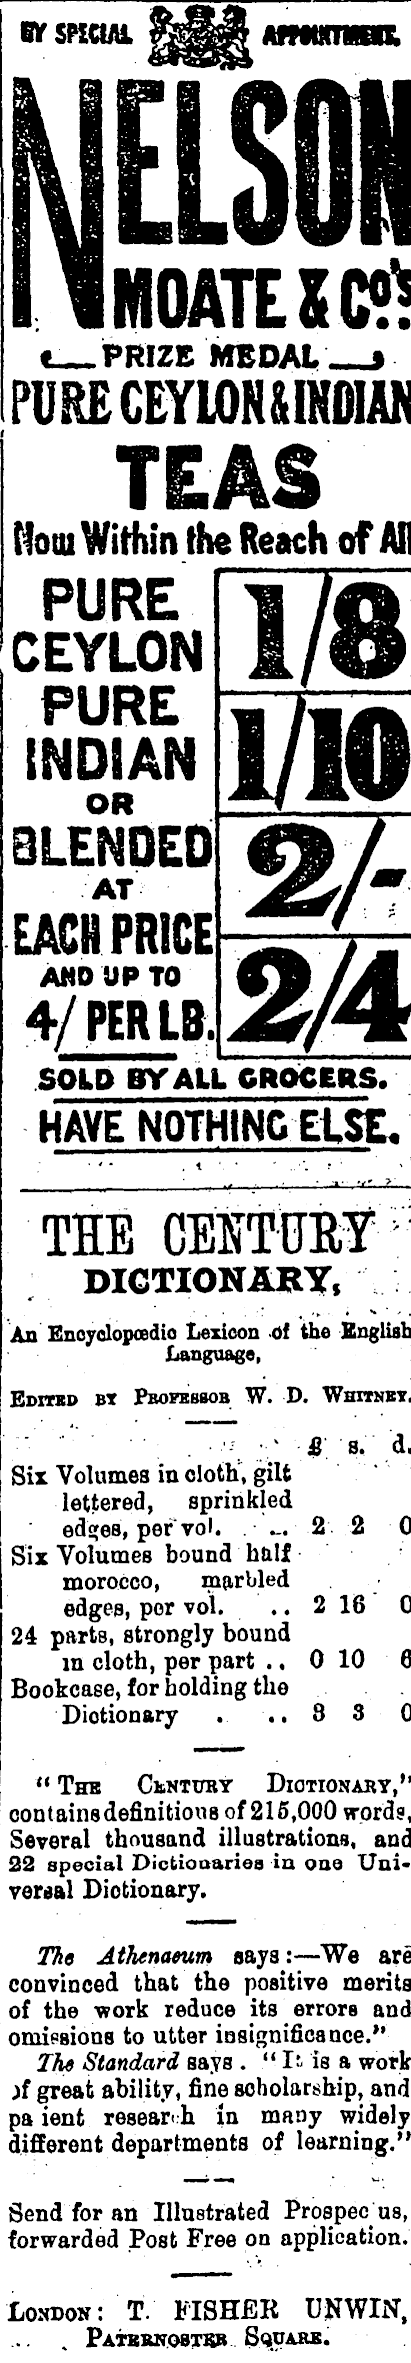 BY SPECIAL APPOINTMENT.
NELSON
MOATE & Co's.
PRIZE MEDAL
PURE CEYLON & INDIAN
TEAS
Now Within the Reach of All
PURE
CEYLON
PURE
INDIAN
OR
BLENDED
AT
EACH PRICE
AND UP TO
4/ PER LB.
1/8
1/10
2/-
2/4
SOLD BY ALL GROCERS.
HAVE NOTHING ELSE.
THE CENTURY
DICTIONARY,
An Encyclopœdic Lexicon of the English
Language,
EDITED BY PROFESSOR W. D. WHITNEY.
£ s. d.
Six Volumes in cloth, gilt
lettered, sprinkled
edges, per vol. .. 2 2 0
Six Volumes bound half
morocco, marbled
edges, per vol. .. 2 16 0
24 parts, strongly bound
in cloth, per part .. 0 10 6
Bookcase, for holding the
Dictionary . .. 3 3 0
"THE CENTURY DICTIONARY,"
contains definitions of 215,000 words,
Several thousand illustrations, and
22 special Dictionaries in one Uni-
versal Dictionary.
The Athenaeum says:—We are
convinced that the positive merits
of the work reduce its errors and
omissions to utter insignificance."
The Standard says. "It is a work
of great ability, fine scholarship, and
pa ient research in many widely
different departments of learning."
Send for an Illustrated Prospec us,
forwarded Post Free on application.
LONDON: T. FISHER UNWIN,
PATERNOSTER SQUARE.